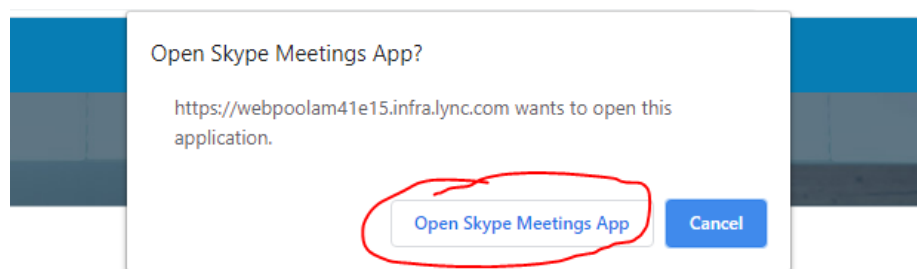 Open Skype Meetings App?
https://webpoolam41e15.infra.lync.com wants to open this
application.
Open Skype Meetings App
Cancel